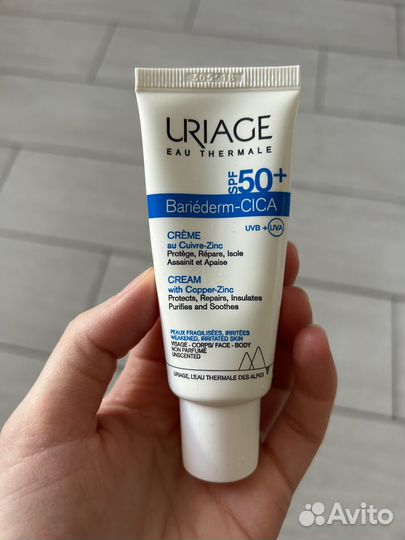 URIAGE
EAU THERMALE
SPF 50+
Bariéderm-CICA
UVB + UVA
CRÈME
au Cuivre-Zinc
Protège, Répare, Isole
Assainit et Apaise
CREAM
with Copper-Zinc
Protects, Repairs, Insulates
Purifies and Soothes
PEAUX FRAGILISÉES, IRRITÉES
WEAKENED, IRRITATED SKIN
VISAGE - CORPS/ FACE - BODY
NON PARFUMÉ
UNSCENTED
URIAGE, L'EAU THERMALE DES ALPES
Avito